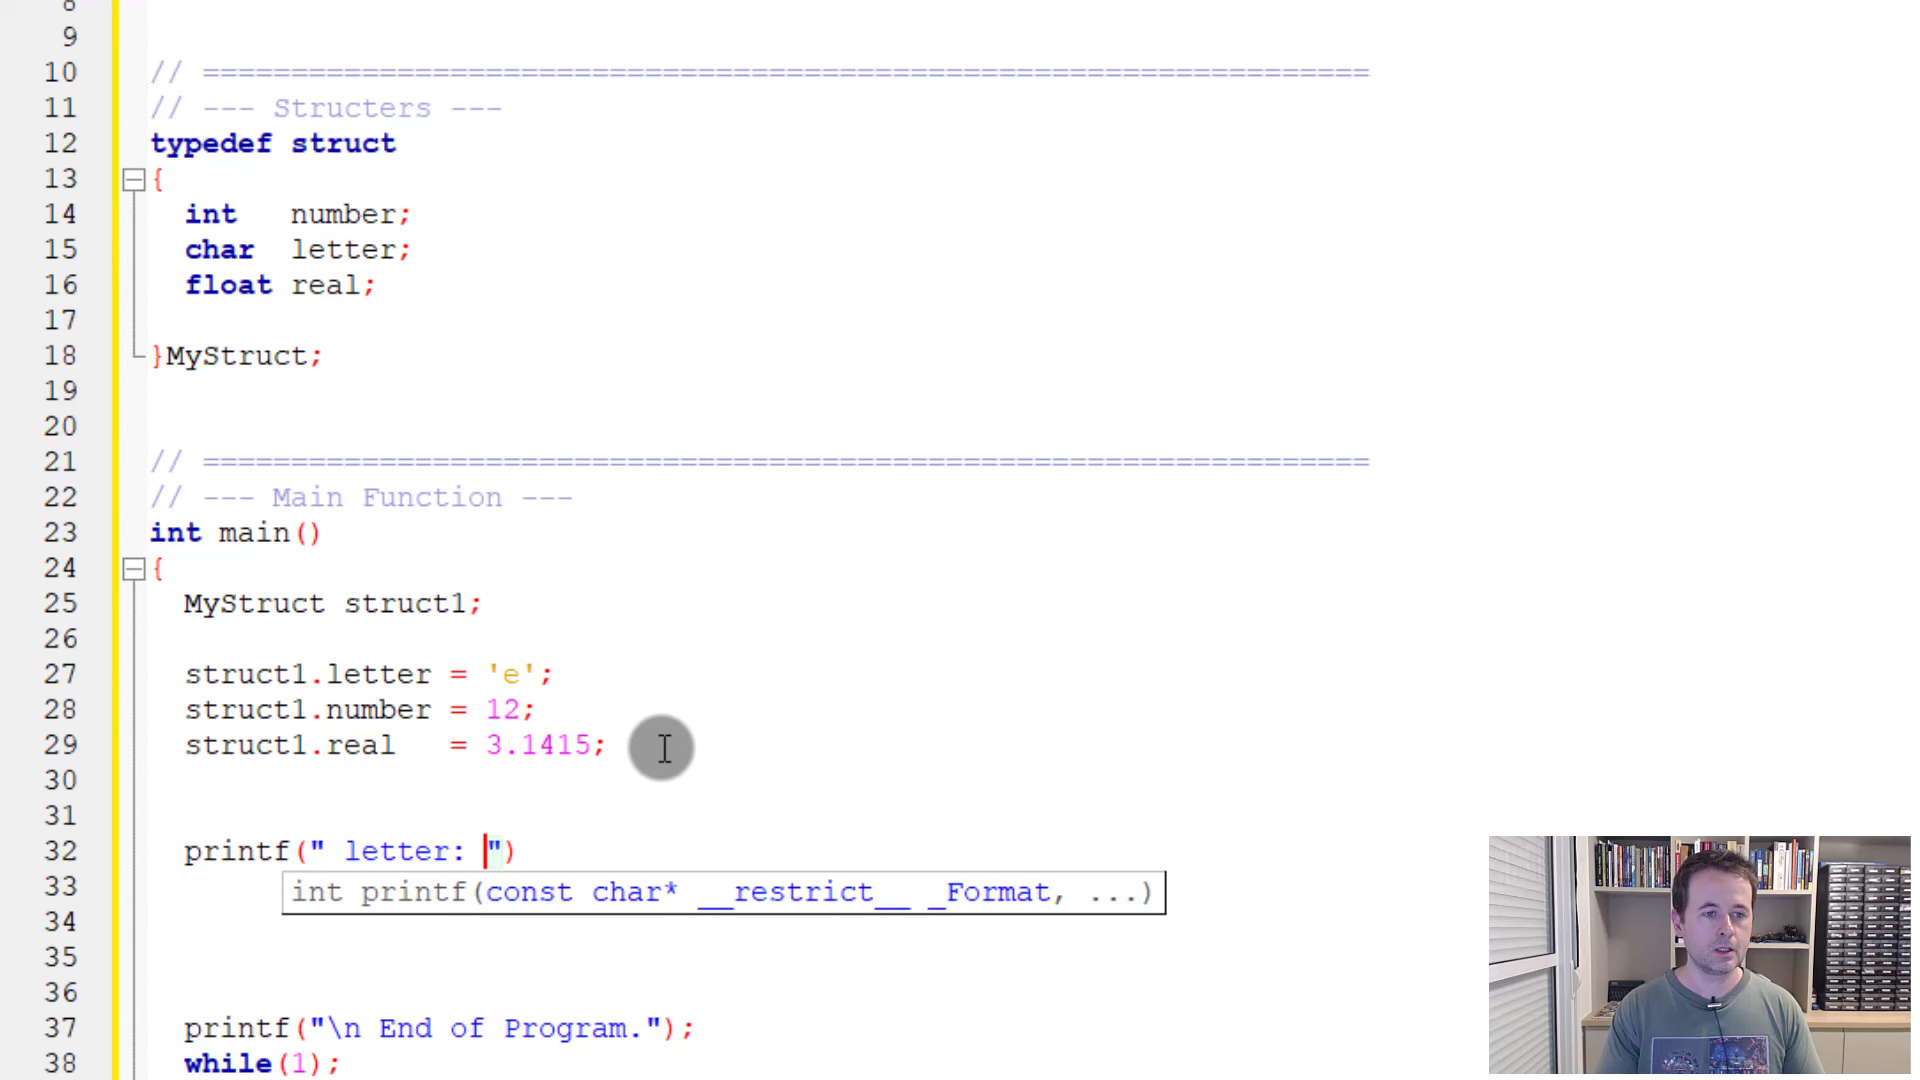 8
9
10 // ==================================================================
11 // --- Structers ---
12 typedef struct
13 {
14 int number;
15 char letter;
16 float real;
17
18 }MyStruct;
19
20
21 // ==================================================================
22 // --- Main Function ---
23 int main()
24 {
25 MyStruct struct1;
26
27 struct1.letter = 'e';
28 struct1.number = 12;
29 struct1.real = 3.1415;
30
31
32 printf(" letter: ")
33 int printf(const char* __restrict__ _Format, ...)
34
35
36
37 printf("\n End of Program.");
38 while(1);